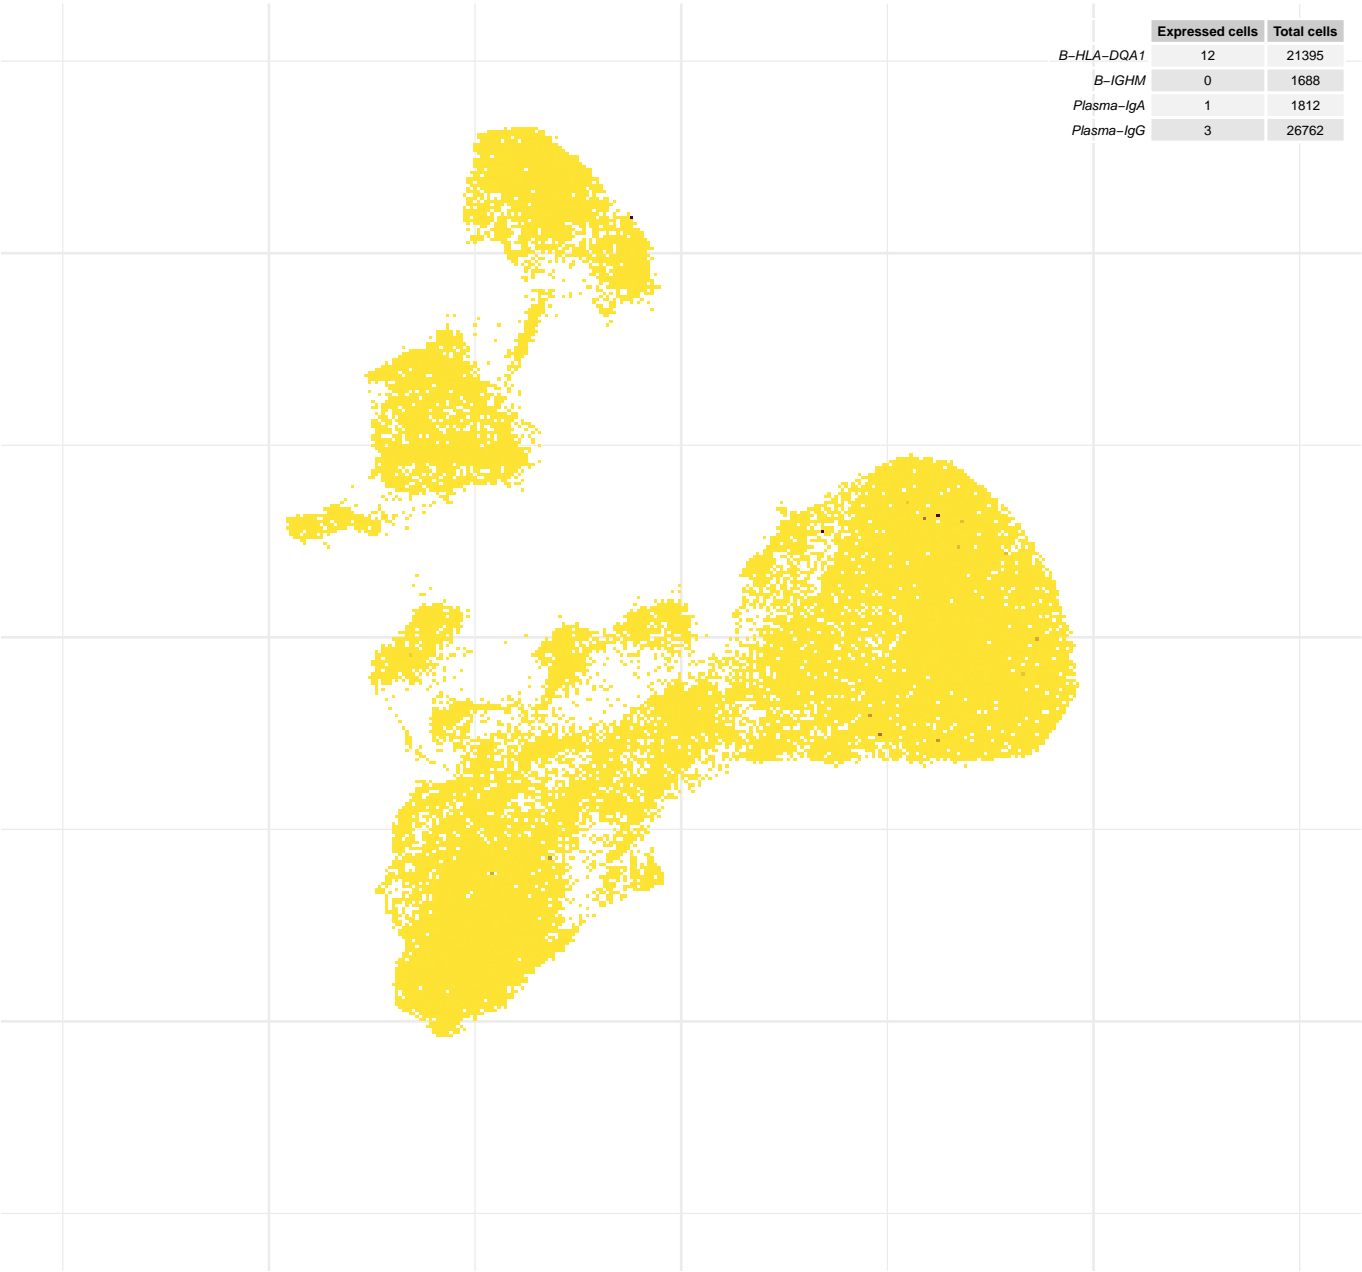 Expressed cells Total cells
B−HLA−DQA1 12 21395
B−IGHM 0 1688
Plasma−IgA 1 1812
Plasma−IgG 3 26762